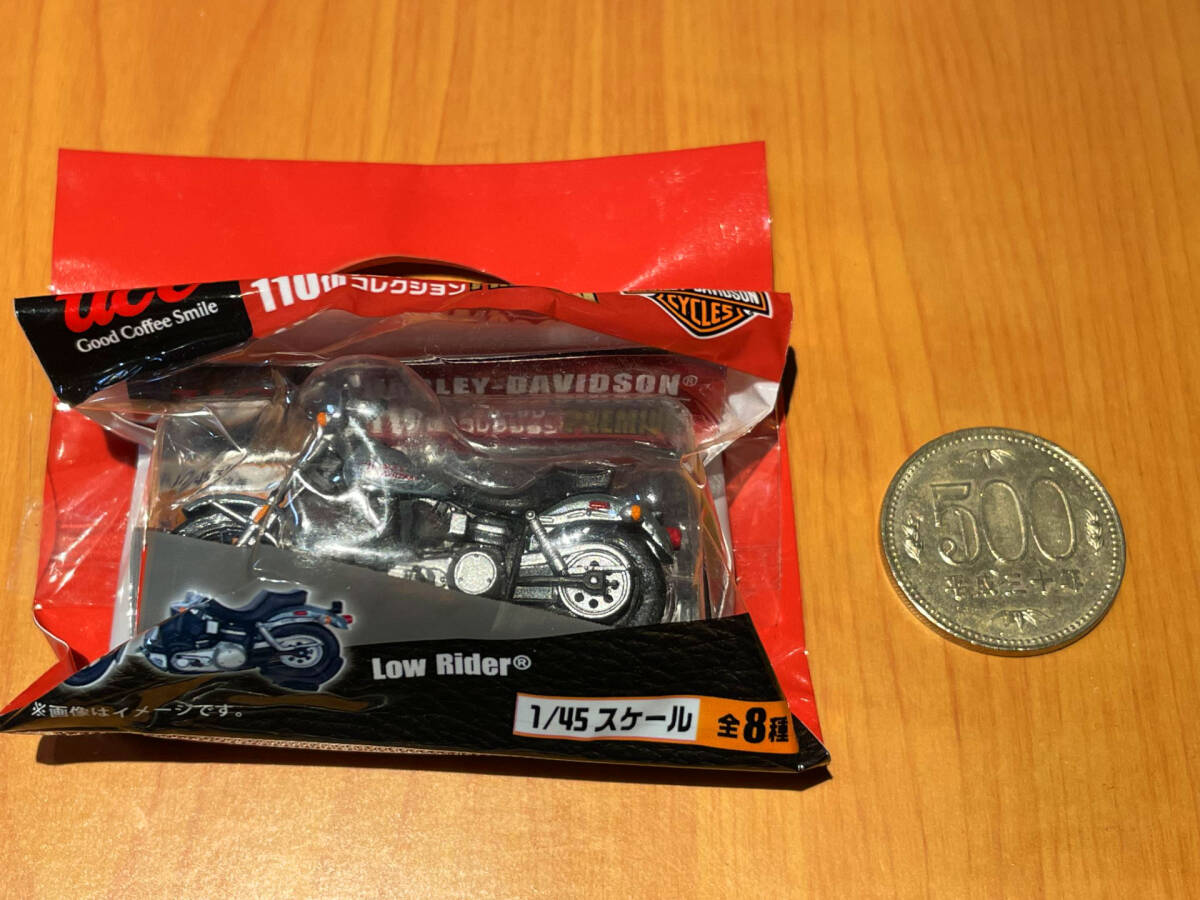 ucc
Good Coffee Smile
110th コレクション
DAVIDSON
CYCLES
HARLEY-DAVIDSON®
PREMIUM
Low Rider®
※画像はイメージです。
1/45 スケール
全8種
500
平成三十年